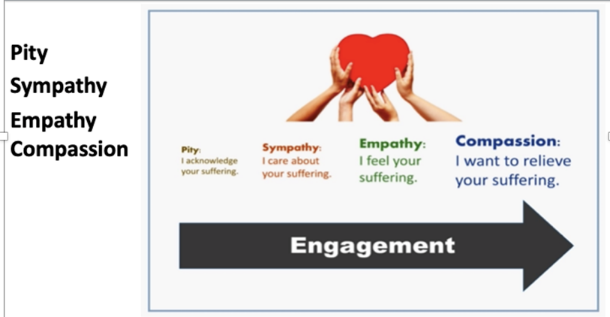 Pity
Sympathy
Empathy
Compassion
Pity:
I acknowledge
your suffering.
Sympathy:
I care about
your suffering.
Empathy:
I feel your
suffering.
Compassion:
I want to relieve
your suffering.
Engagement